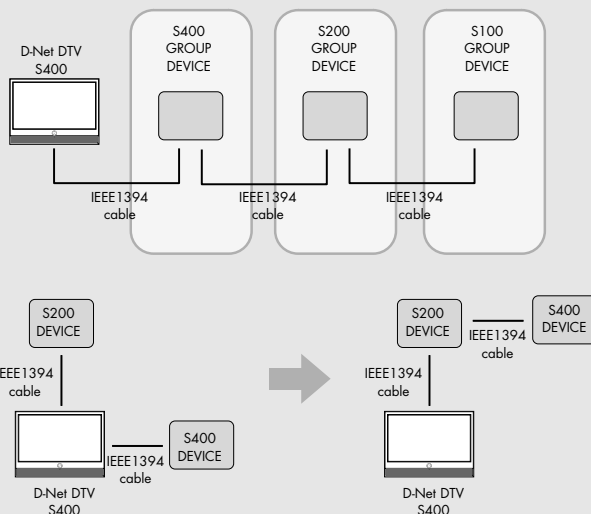 D-Net DTV
S400
S400
GROUP
DEVICE
S200
GROUP
DEVICE
S100
GROUP
DEVICE
IEEE1394
cable
IEEE1394
cable
IEEE1394
cable
S200
DEVICE
EEE1394
cable
S400
DEVICE
IEEE1394
cable
D-Net DTV
S400
S200
DEVICE
S400
DEVICE
IEEE1394
cable
IEEE1394
cable
D-Net DTV
S400